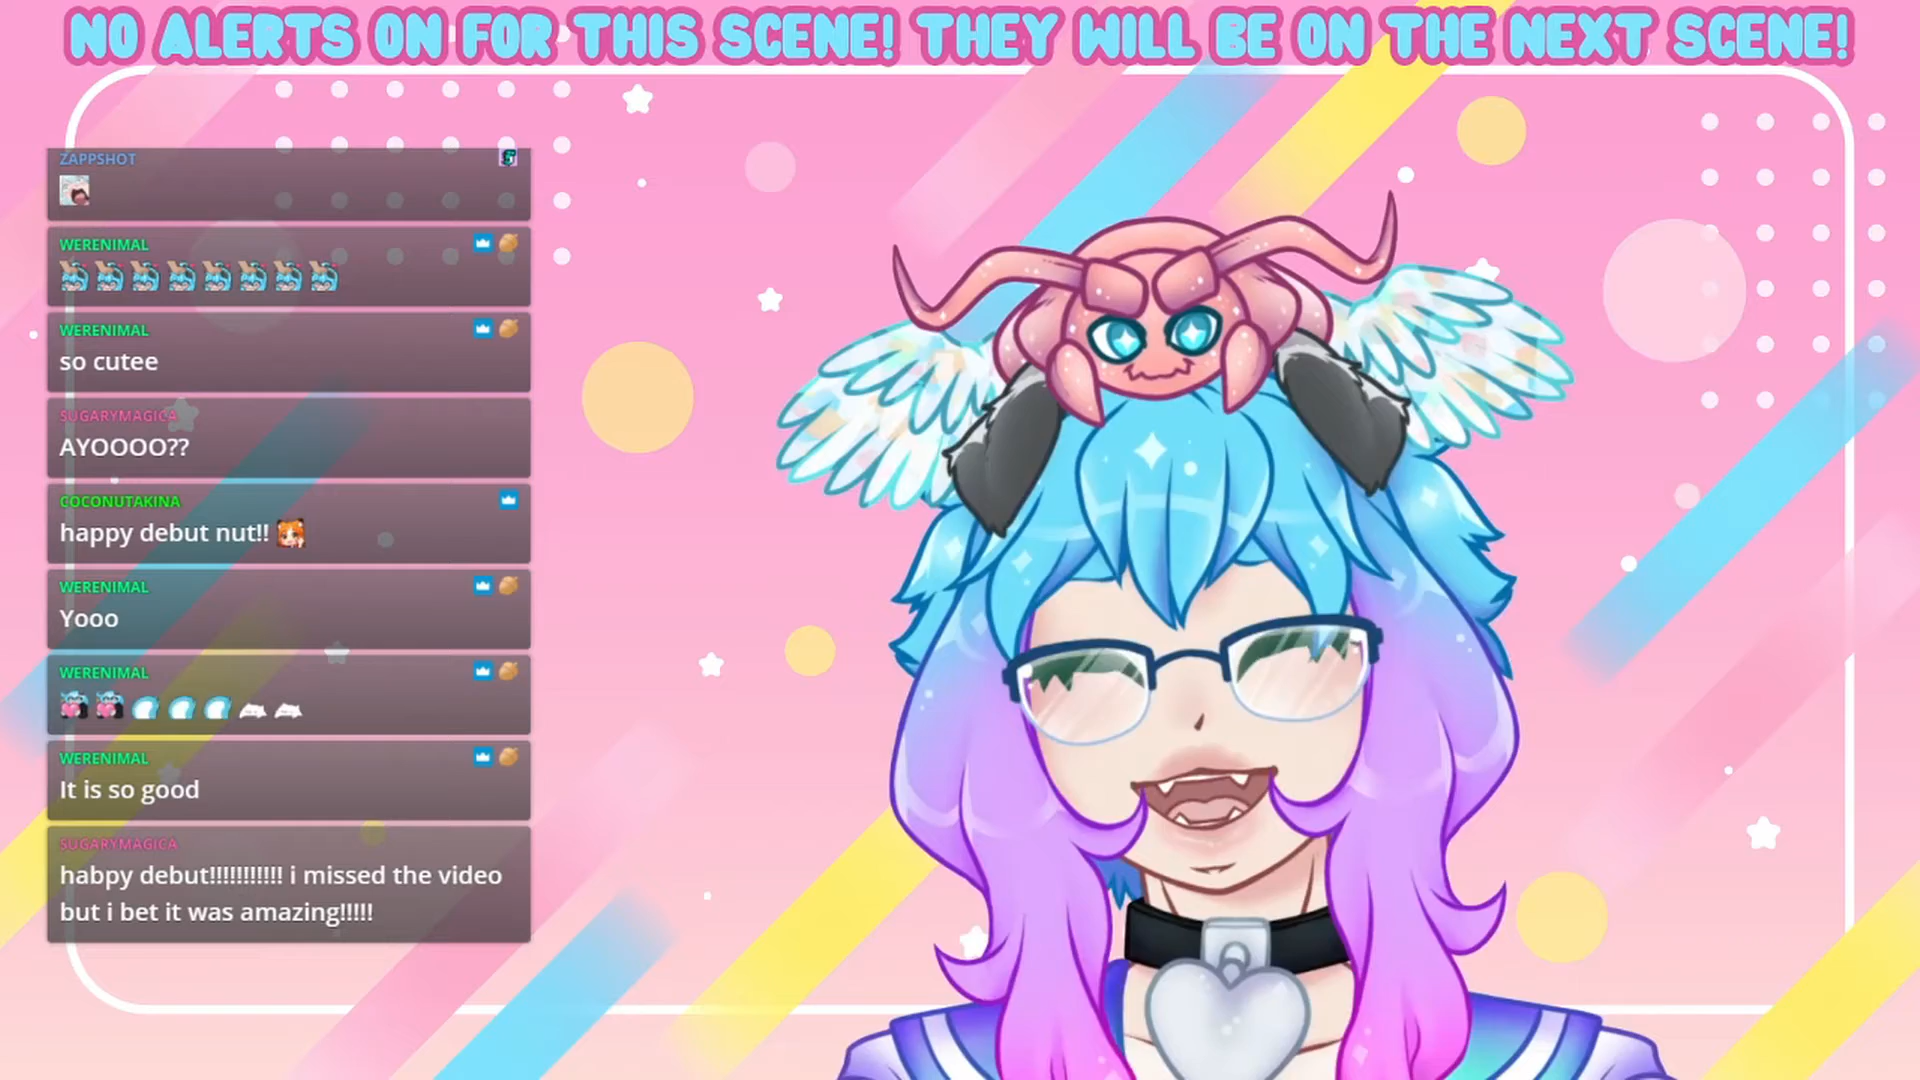 NO ALERTS ON FOR THIS SCENE! THEY WILL BE ON THE NEXT SCENE!
ZAPPSHOT
WERENIMAL
WERENIMAL
so cutee
SUGARYMAGICA
AYOOOO??
COCONUTAKINA
happy debut nut!!
WERENIMAL
Yooo
WERENIMAL
WERENIMAL
It is so good
SUGARYMAGICA
habpy debut!!!!!!!!!!! i missed the video
but i bet it was amazing!!!!!